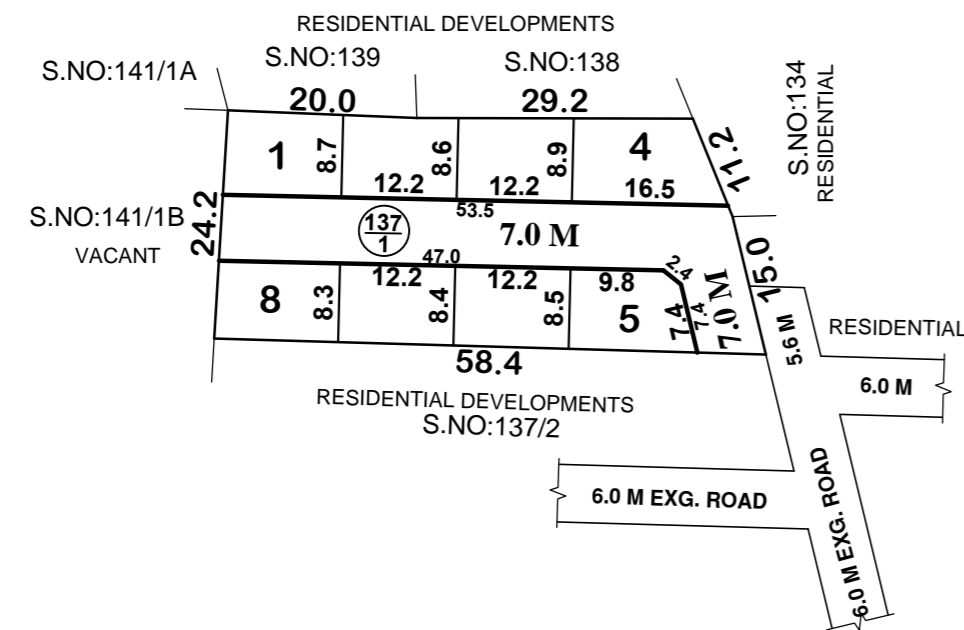 RESIDENTIAL DEVELOPMENTS
S.NO:141/1A
S.NO:139
S.NO:138
S.NO:134
RESIDENTIAL
20.0
29.2
11.2
1
8.7
8.6
8.9
4
12.2
12.2
16.5
24.2
S.NO:141/1B
VACANT
53.5
137
1
7.0 M
47.0
15.0
12.2
12.2
9.8
2.4
8
8.3
8.4
8.5
5
7.4
7.4
7.0 M
5.6 M
RESIDENTIAL
58.4
6.0 M
RESIDENTIAL DEVELOPMENTS
S.NO:137/2
6.0 M EXG. ROAD
6.0 M EXG. ROAD